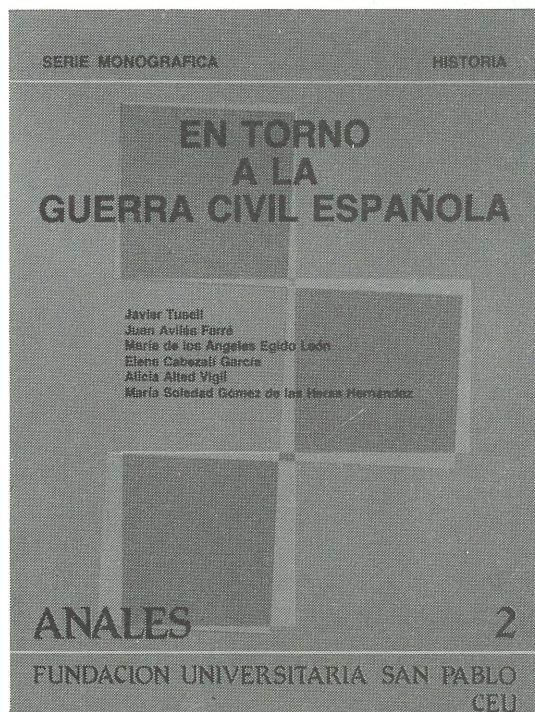 SERIE MONOGRAFICA HISTORIA
EN TORNO
A LA
GUERRA CIVIL ESPAÑOLA
Javier Tusell
Juan Avilés Farré
María de los Angeles Egido León
Elena Cabezalí García
Alicia Alted Vigil
María Soledad Gómez de las Heras Hernández
ANALES 2
FUNDACION UNIVERSITARIA SAN PABLO
CEU